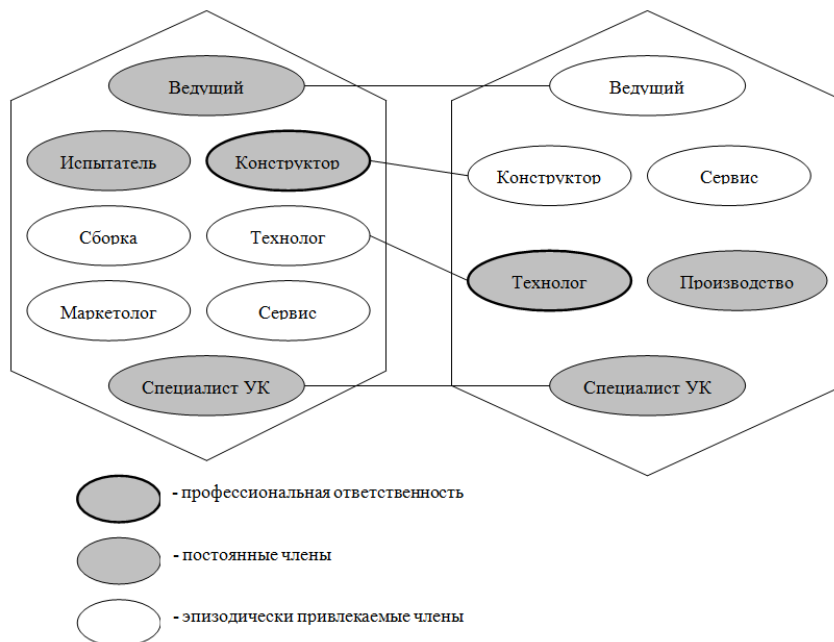 Ведущий
Испытатель
Конструктор
Сборка
Технолог
Маркетолог
Сервис
Специалист УК
Ведущий
Конструктор
Сервис
Технолог
Производство
Специалист УК
- профессиональная ответственность
- постоянные члены
- эпизодически привлекаемые члены